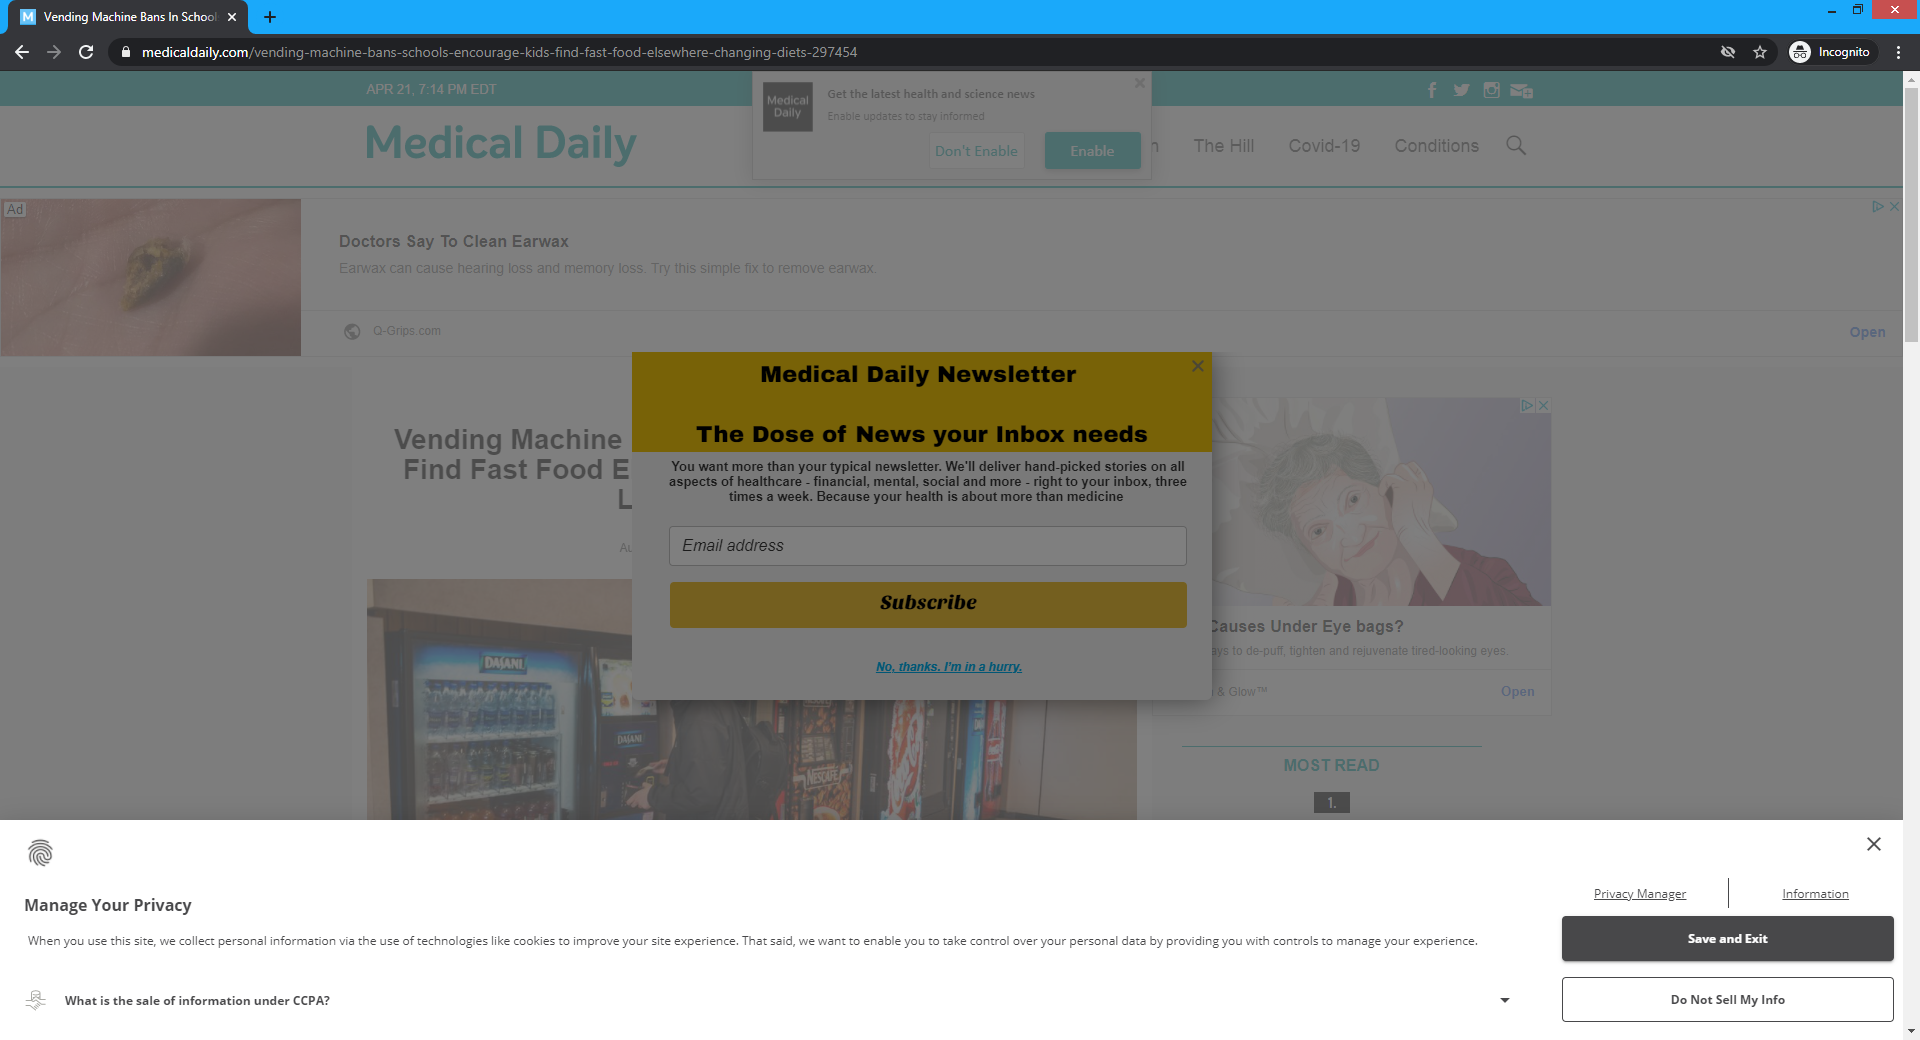 Vending Machine Bans In School
medicaldaily.com/vending-machine-bans-schools-encourage-kids-find-fast-food-elsewhere-changing-diets-297454
Incognito
APR 21, 7:14 PM EDT
Medical Daily
Medical
Daily
Get the latest health and science news
Enable updates to stay informed
Don't Enable
Enable
The Hill
Covid-19
Conditions
Ad
Doctors Say To Clean Earwax
Earwax can cause hearing loss and memory loss. Try this simple fix to remove earwax.
Q-Grips.com
Open
Vending Machine
Find Fast Food E
L
Au
Medical Daily Newsletter
The Dose of News your Inbox needs
You want more than your typical newsletter. We'll deliver hand-picked stories on all
aspects of healthcare - financial, mental, social and more - right to your inbox, three
times a week. Because your health is about more than medicine
Email address
Subscribe
No, thanks. I'm in a hurry.
Causes Under Eye bags?
ays to de-puff, tighten and rejuvenate tired-looking eyes.
& Glow™
Open
MOST READ
1.
DASANI
DASANI
NESCAFE
Manage Your Privacy
When you use this site, we collect personal information via the use of technologies like cookies to improve your site experience. That said, we want to enable you to take control over your personal data by providing you with controls to manage your experience.
What is the sale of information under CCPA?
Privacy Manager
Information
Save and Exit
Do Not Sell My Info